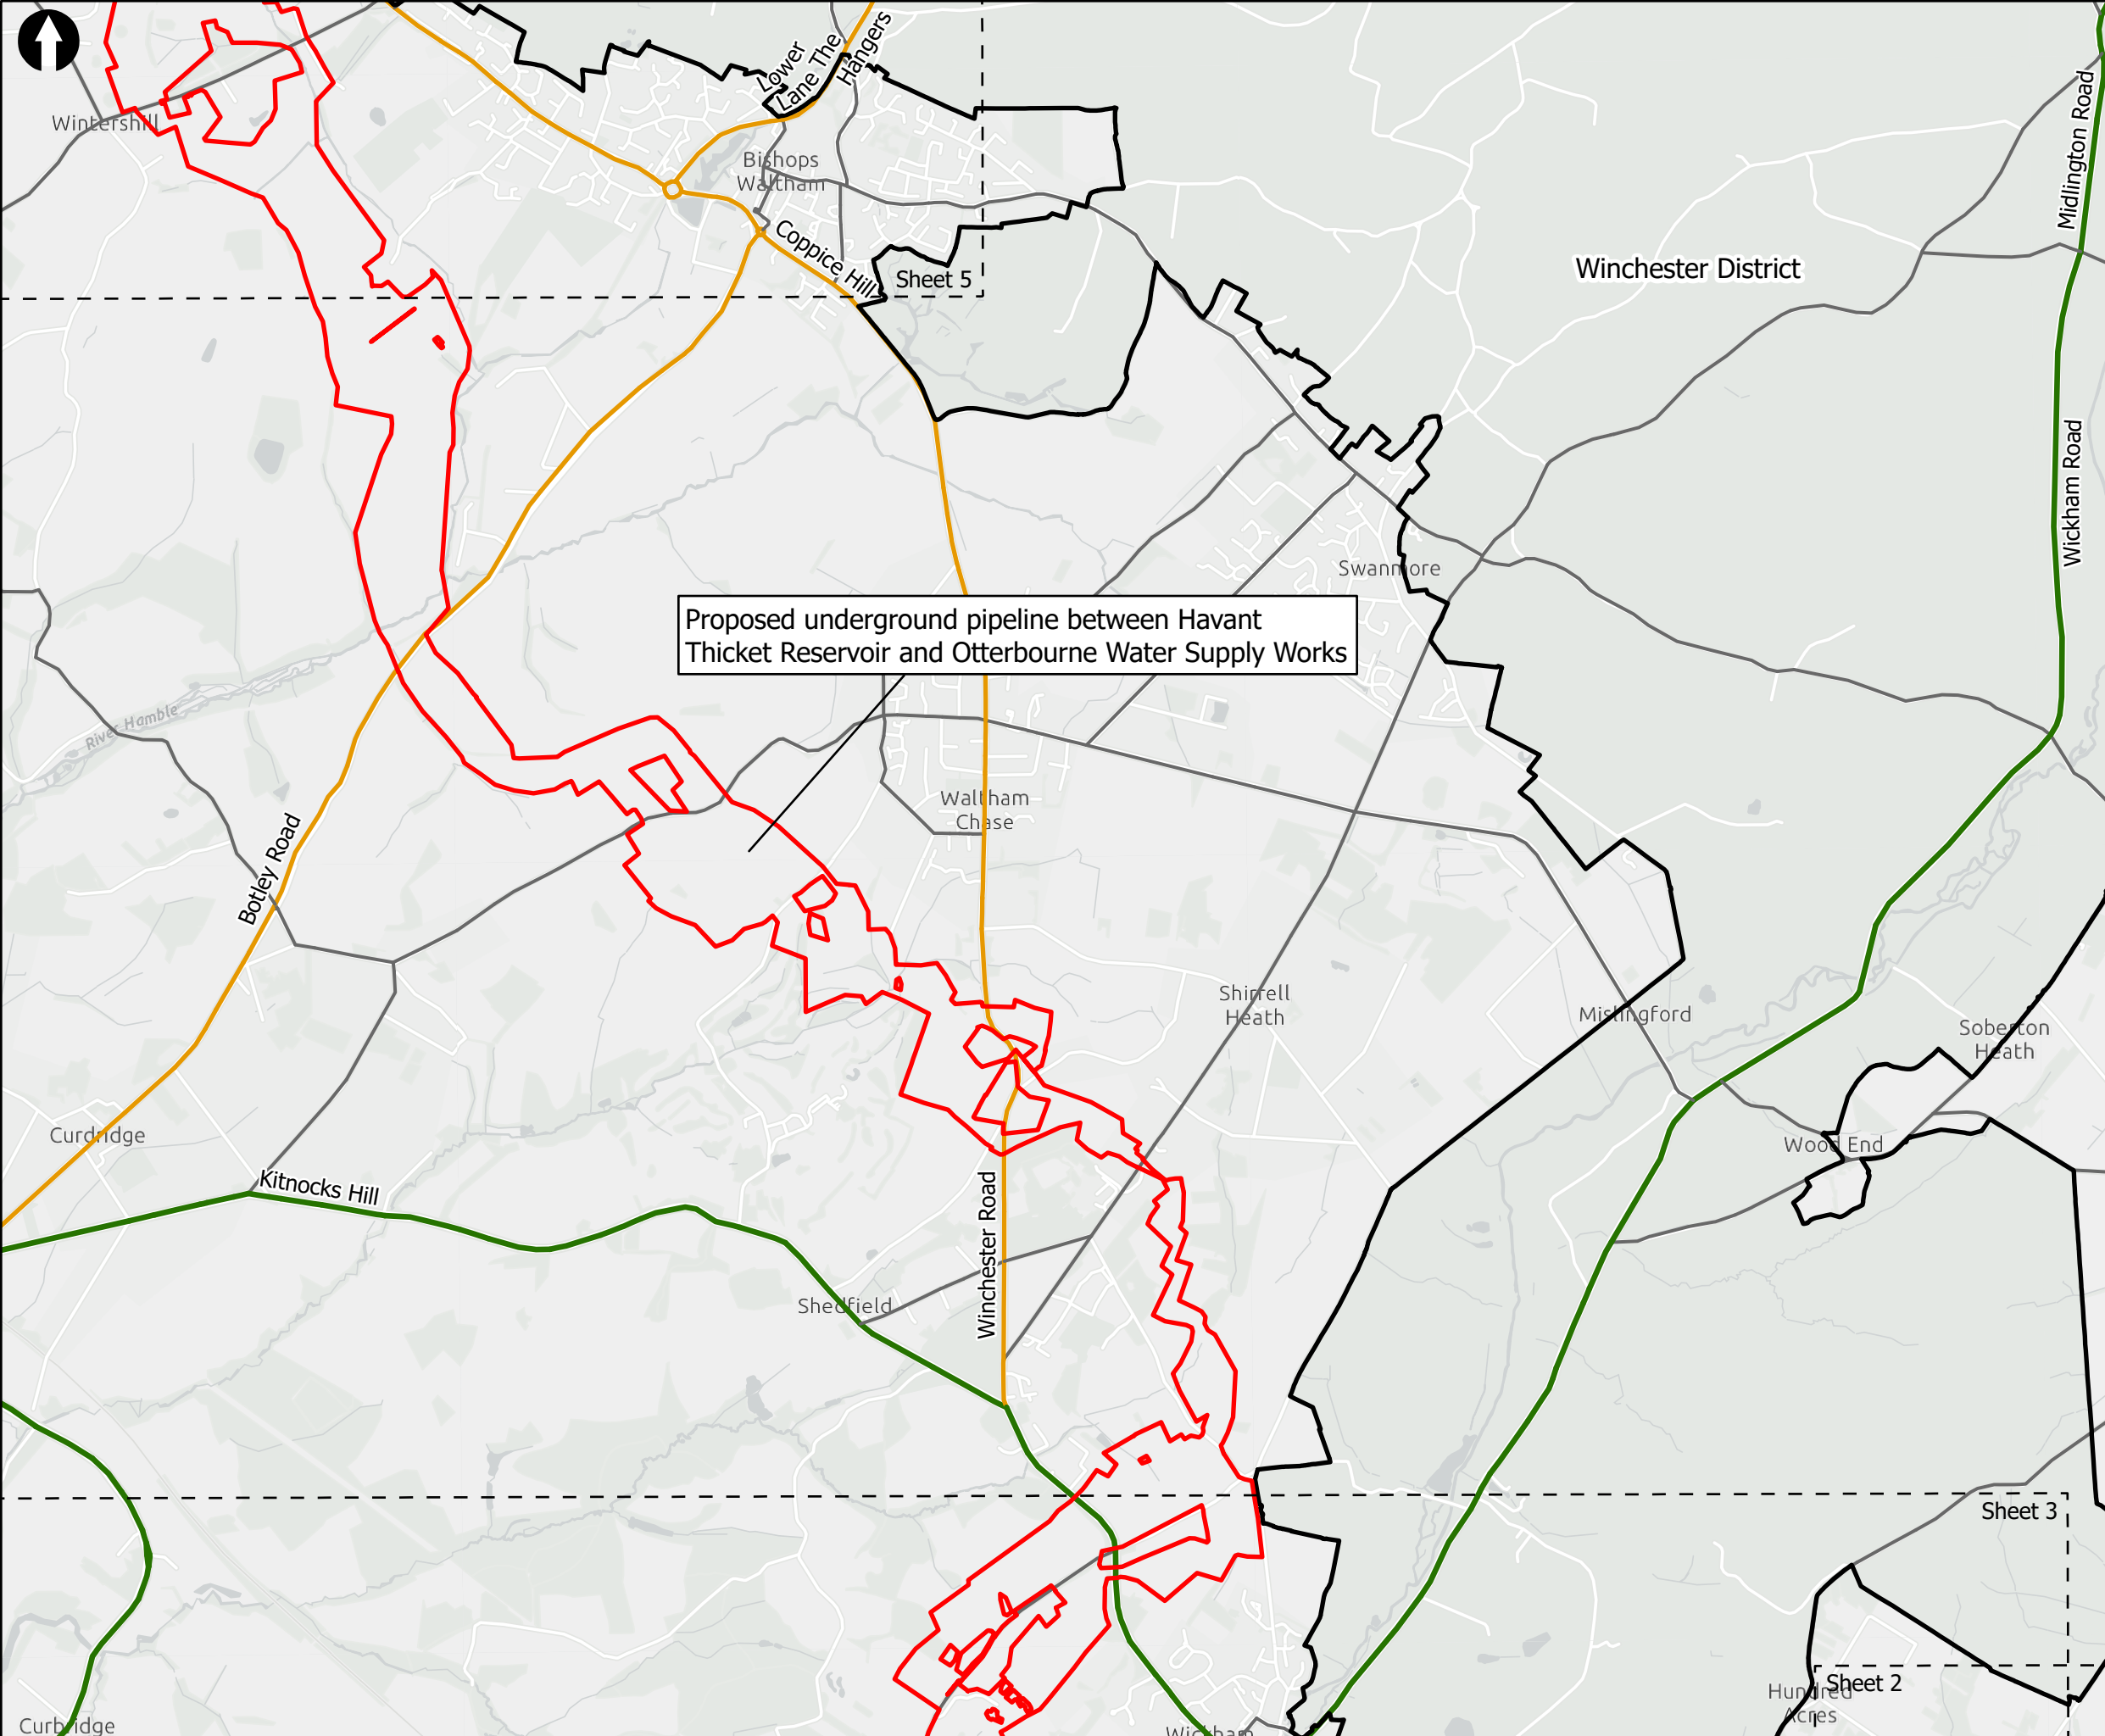 Lower
Lane The
Hangers
Wintershill
Bishops
Waltham
Coppice Hill
Sheet 5
Winchester District
Midlington Road
Wickham Road
Swanmore
Proposed underground pipeline between Havant
Thicket Reservoir and Otterbourne Water Supply Works
River Hamble
Waltham
Chase
Botley Road
Shirrell
Heath
Mislingford
Soberton
Heath
Curdridge
Wood End
Kitnocks Hill
Winchester Road
Shedfield
Sheet 3
Sheet 2
Hundred
Acres
Curbridge
Wickham